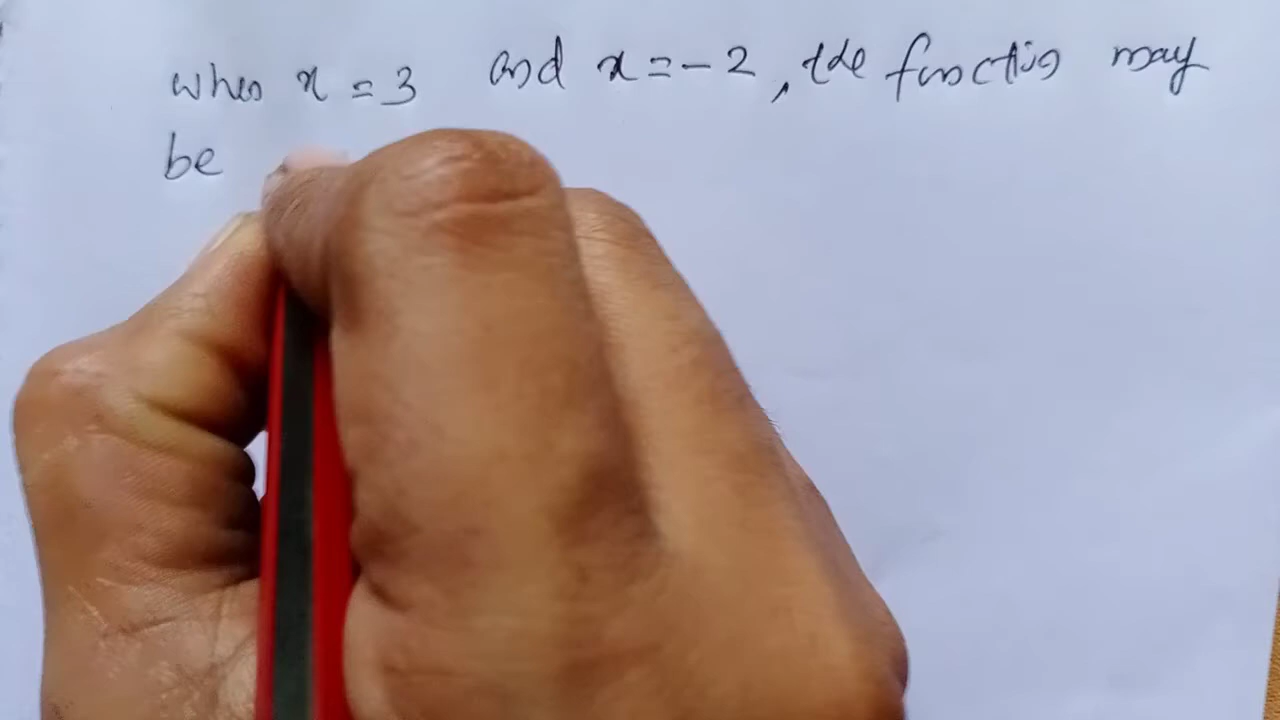 when x = 3 and x = - 2, the function may
be